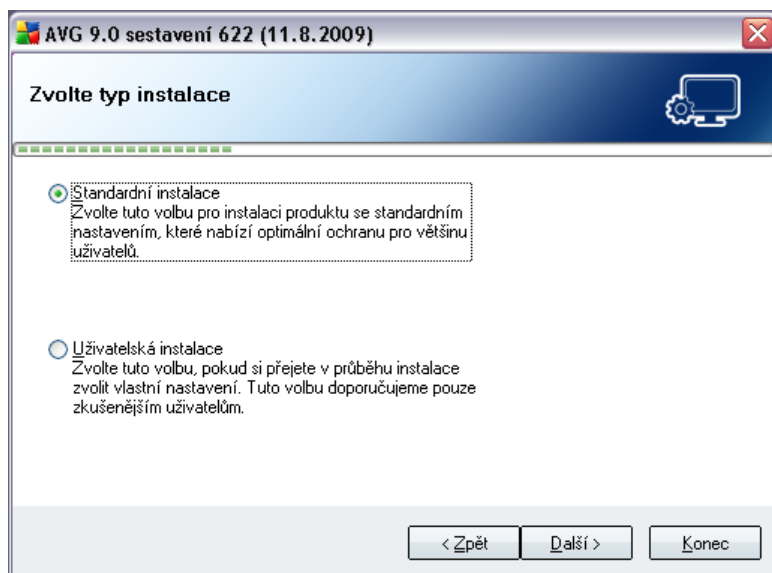 AVG 9.0 sestavení 622 (11.8.2009)
Zvolte typ instalace
Standardní instalace
Zvolte tuto volbu pro instalaci produktu se standardním
nastavením, které nabízí optimální ochranu pro většinu
uživatelů.
Uživatelská instalace
Zvolte tuto volbu, pokud si přejete v průběhu instalace
zvolit vlastní nastavení. Tuto volbu doporučujeme pouze
zkušenějším uživatelům.
< Zpět
Další >
Konec